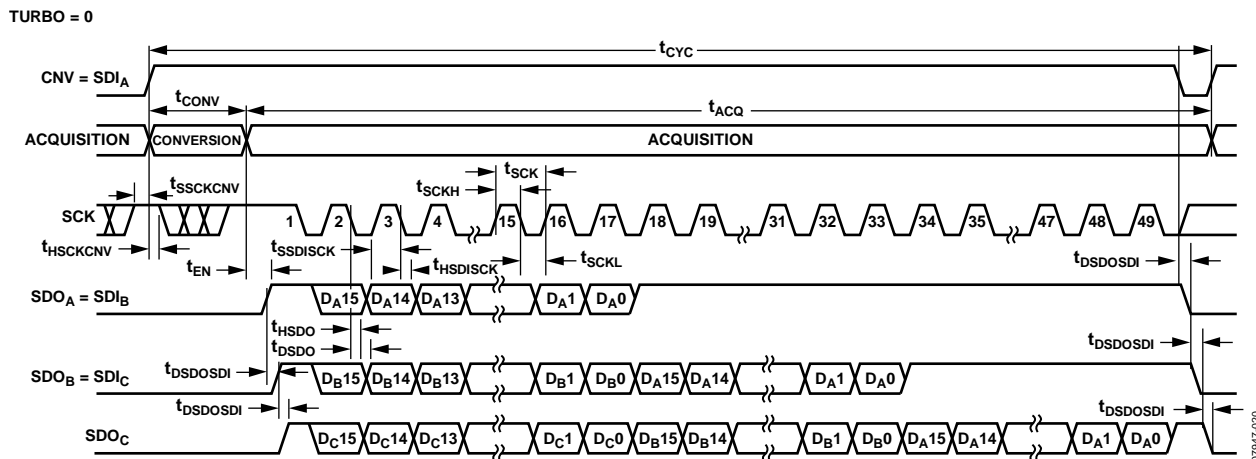 TURBO = 0
tCYC
CNV = SDIA
tCONV
tACQ
ACQUISITION CONVERSION ACQUISITION
tSCK
tSSCKCNV
tSCKH
SCK 1 2 3 4 15 16 17 18 19 31 32 33 34 35 47 48 49
tHSCKCNV
tSSDISCK
tEN
tHSDISCK
tSCKL
tDSDOSDI
SDOA = SDIB DA15 DA14 DA13 DA1 DA0
tHSDO
tDSDO
tDSDOSDI
tDSDOSDI
SDOB = SDIC DB15 DB14 DB13 DB1 DB0 DA15 DA14 DA1 DA0
tDSDOSDI
tDSDOSDI
SDOC DC15 DC14 DC13 DC1 DC0 DB15 DB14 DB1 DB0 DA15 DA14 DA1 DA0